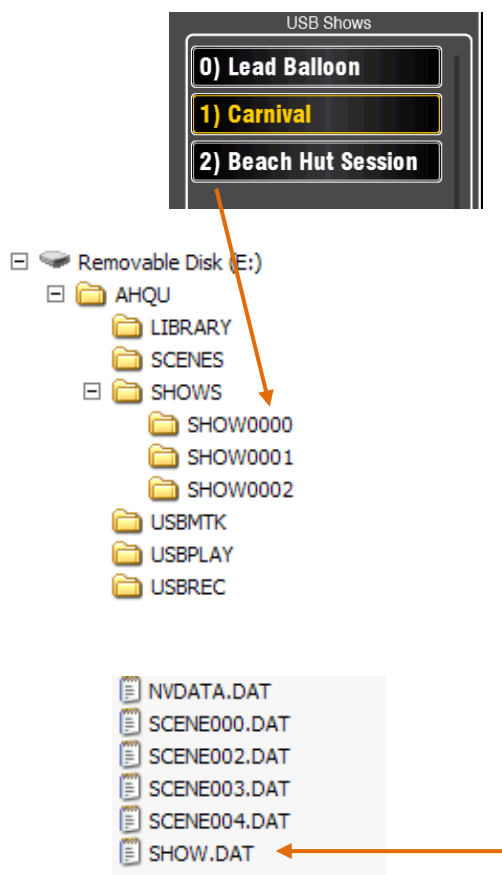 USB Shows
0) Lead Balloon
1) Carnival
2) Beach Hut Session
Removable Disk (E:)
AHQU
LIBRARY
SCENES
SHOWS
SHOW0000
SHOW0001
SHOW0002
USBMTK
USBPLAY
USBREC
NVDATA.DAT
SCENE000.DAT
SCENE002.DAT
SCENE003.DAT
SCENE004.DAT
SHOW.DAT